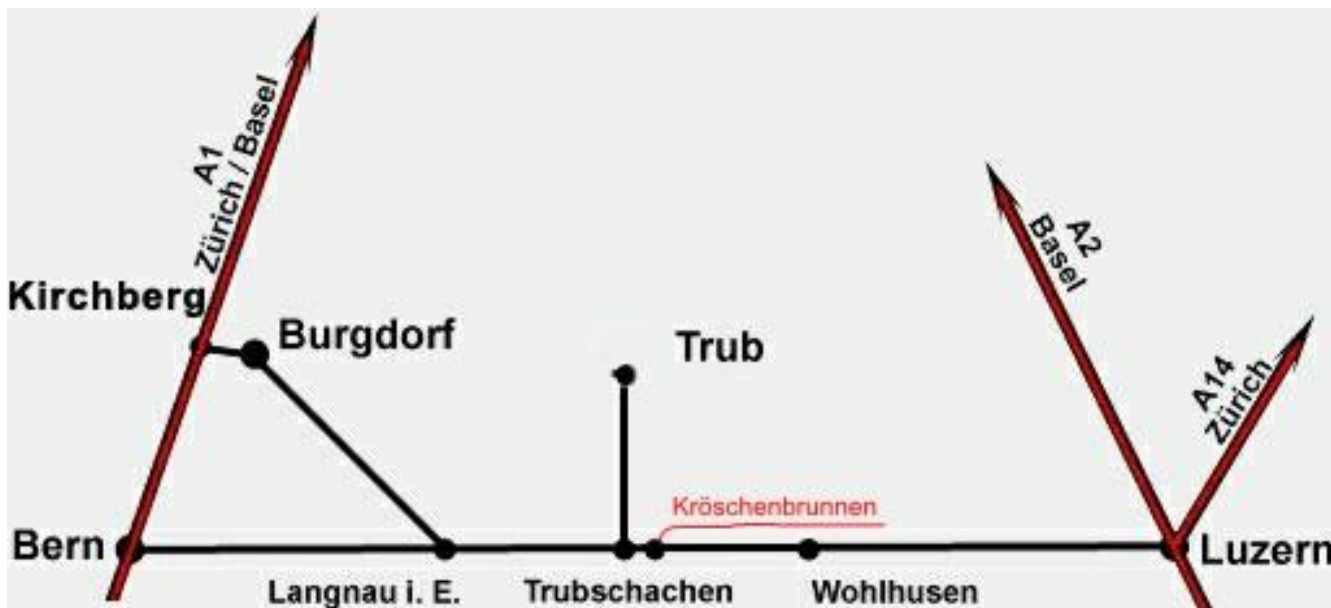 A1
Zürich / Basel
A2
Basel
Kirchberg
Burgdorf
Trub
A14
Zürich
Kröschenbrunnen
Bern
Luzern
Langnau i. E.
Trubschachen
Wohlhusen